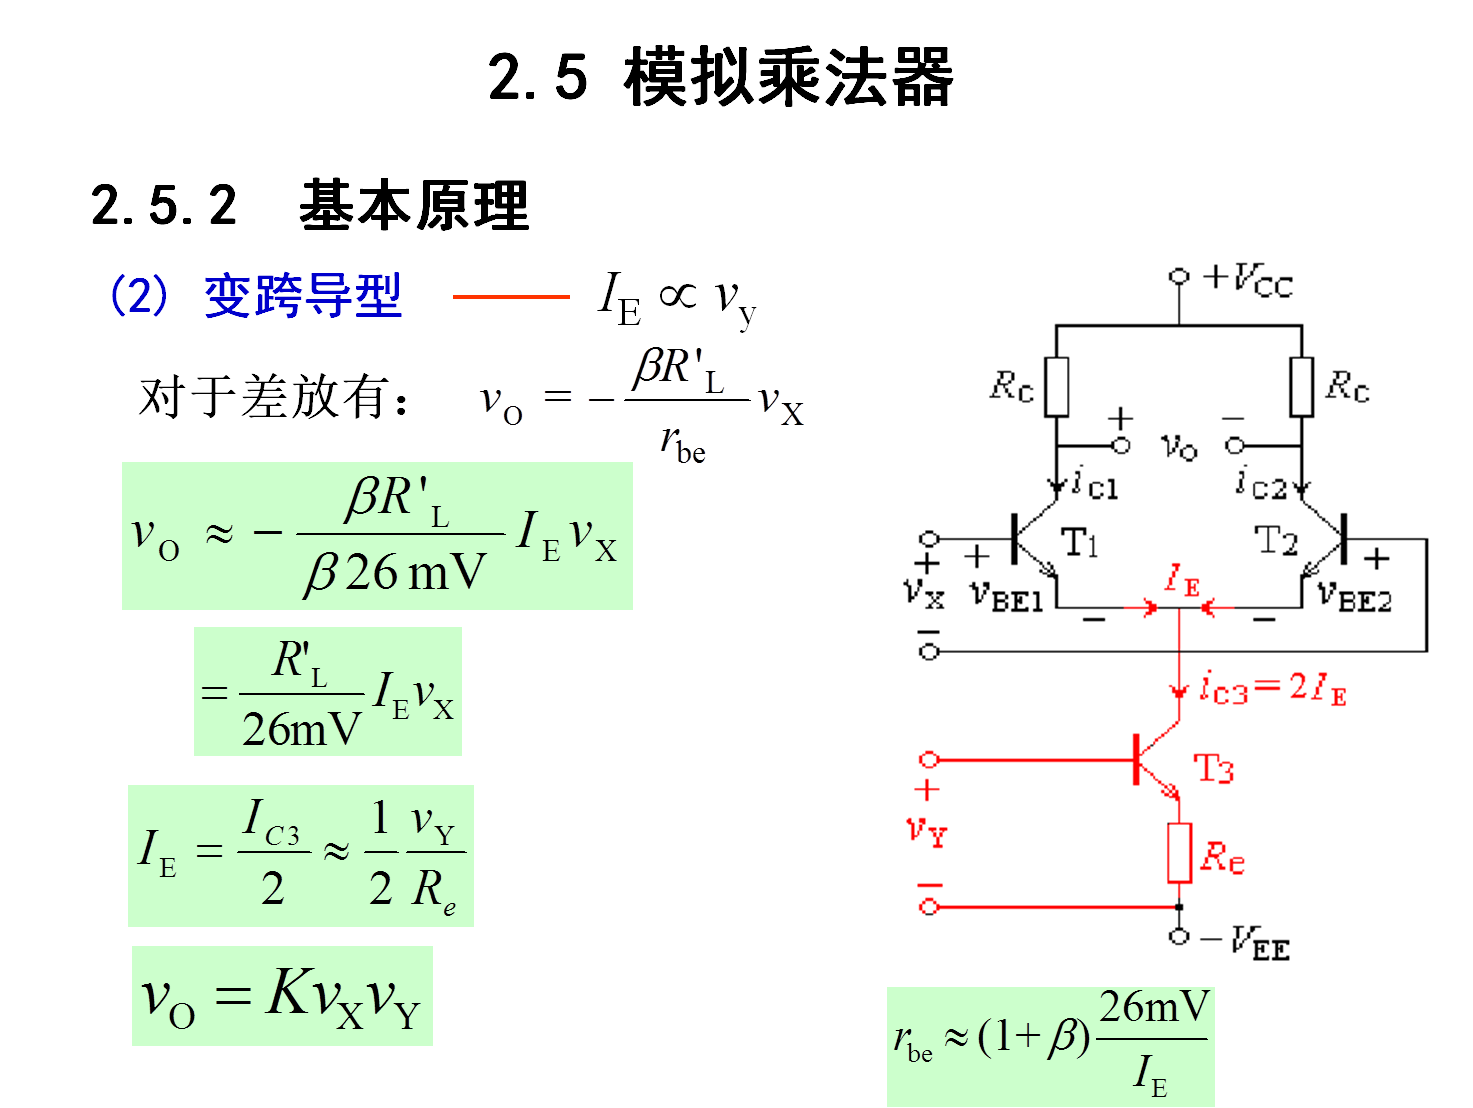 2.5 模拟乘法器
2.5.2 基本原理
(2) 变跨导型 —— I_E ∝ v_y
对于差放有： v_O = −(βR'_L / r_be) v_X
v_O ≈ −(βR'_L / β26 mV) I_E v_X
= (R'_L / 26mV) I_E v_X
I_E = I_C3 / 2 ≈ (1/2) (v_Y / R_e)
v_O = K v_X v_Y
+V_CC
R_C R_C
+ v_O −
i_C1 i_C2
T1 T2
+ v_X −
+ v_BE1 −
I_E
+ v_BE2 −
i_C3 = 2I_E
T3
+ v_Y −
Re
−V_EE
r_be ≈ (1+β) 26mV / I_E